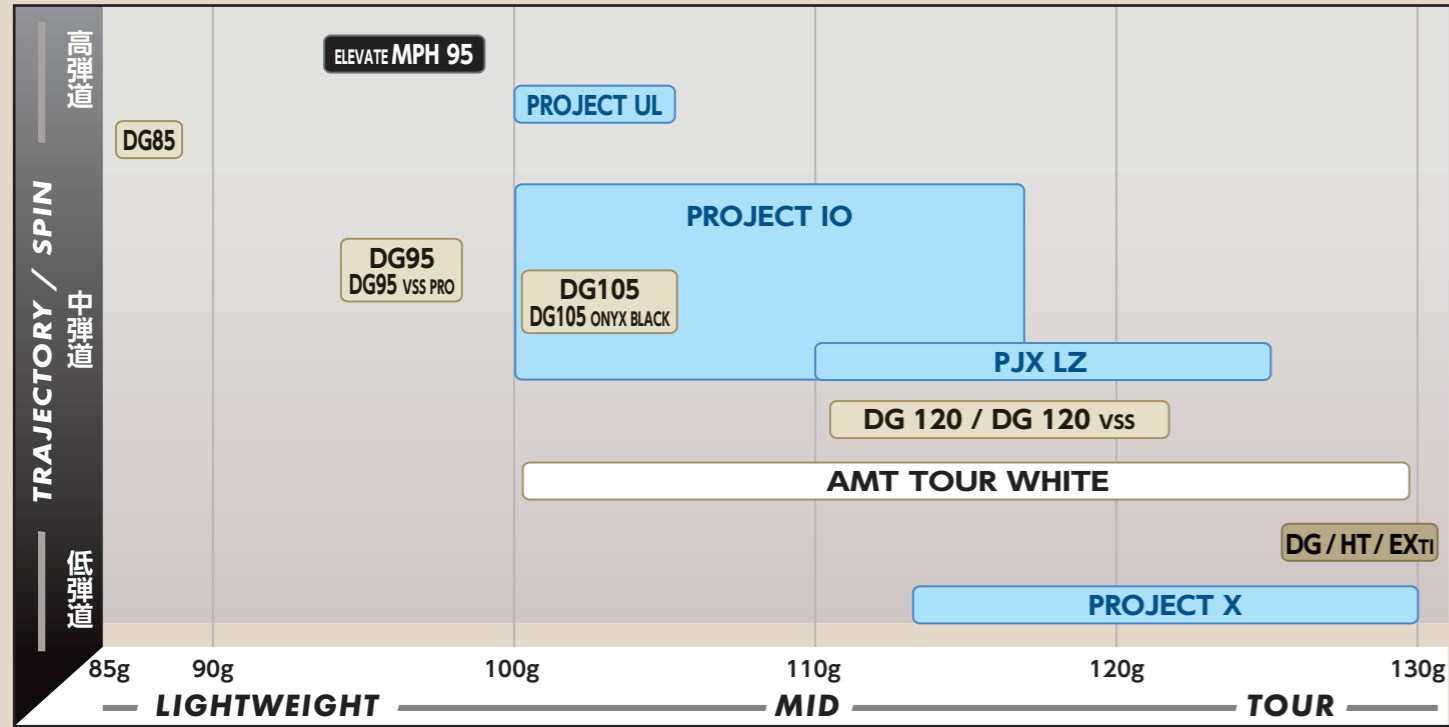 高弾道
TRAJECTORY / SPIN
中弾道
低弾道
ELEVATE MPH 95
PROJECT UL
DG85
PROJECT IO
DG95
DG95 VSS PRO
DG105
DG105 ONYX BLACK
PJX LZ
DG 120 / DG 120 VSS
AMT TOUR WHITE
DG / HT / EXTI
PROJECT X
85g 90g 100g 110g 120g 130g
LIGHTWEIGHT MID TOUR